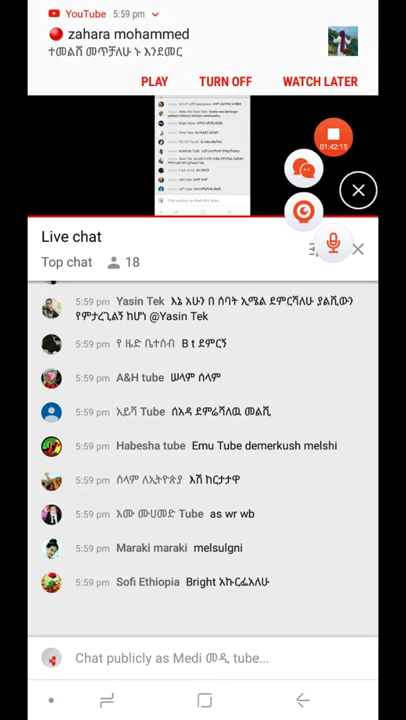 YouTube 5:59 pm
zahara mohammed
ተመልሸ መጥቻለሁ ኑ እንደመር
PLAY TURN OFF WATCH LATER
01:42:15
Live chat
Top chat 18
5:59 pm Yasin Tek እኔ አሁን በ ሰባት ኢሜል ደምርሻለሁ ያልሺውን
የምታረጊልኝ ከሆነ @Yasin Tek
5:59 pm የ ዜድ ቤተሰብ B t ደምርኝ
5:59 pm A&H tube ሠላም ሰላም
5:59 pm አይሻ Tube ሰአዳ ደምሬሻለዉ መልሺ
5:59 pm Habesha tube Emu Tube demerkush melshi
5:59 pm ሰላም ለኢትዮጵያ እሽ ከርታታዋ
5:59 pm እሙ ሙሀመድ Tube as wr wb
5:59 pm Maraki maraki melsulgni
5:59 pm Sofi Ethiopia Bright እኩርፌአለሁ
Chat publicly as Medi መዲ tube...